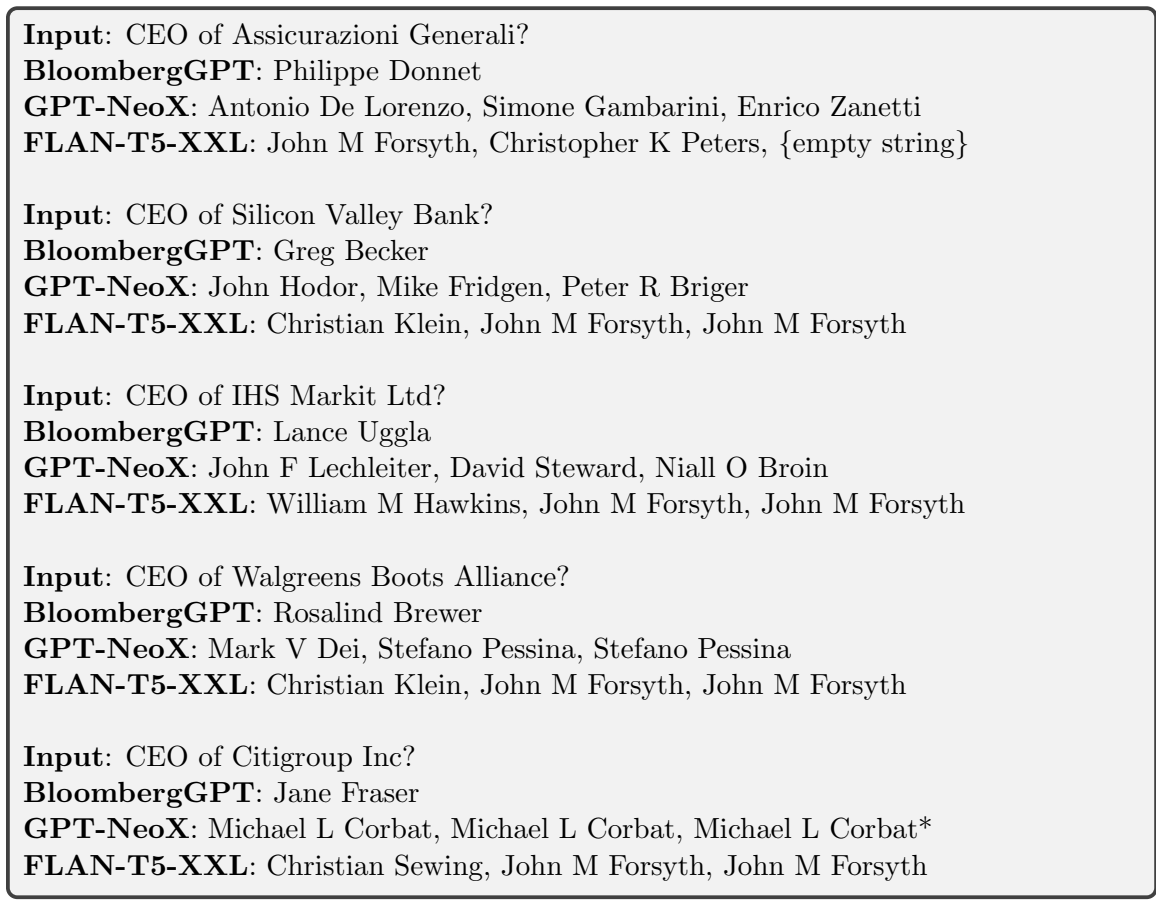 Input: CEO of Assicurazioni Generali?
BloombergGPT: Philippe Donnet
GPT-NeoX: Antonio De Lorenzo, Simone Gambarini, Enrico Zanetti
FLAN-T5-XXL: John M Forsyth, Christopher K Peters, {empty string}
Input: CEO of Silicon Valley Bank?
BloombergGPT: Greg Becker
GPT-NeoX: John Hodor, Mike Fridgen, Peter R Briger
FLAN-T5-XXL: Christian Klein, John M Forsyth, John M Forsyth
Input: CEO of IHS Markit Ltd?
BloombergGPT: Lance Uggla
GPT-NeoX: John F Lechleiter, David Steward, Niall O Broin
FLAN-T5-XXL: William M Hawkins, John M Forsyth, John M Forsyth
Input: CEO of Walgreens Boots Alliance?
BloombergGPT: Rosalind Brewer
GPT-NeoX: Mark V Dei, Stefano Pessina, Stefano Pessina
FLAN-T5-XXL: Christian Klein, John M Forsyth, John M Forsyth
Input: CEO of Citigroup Inc?
BloombergGPT: Jane Fraser
GPT-NeoX: Michael L Corbat, Michael L Corbat, Michael L Corbat*
FLAN-T5-XXL: Christian Sewing, John M Forsyth, John M Forsyth